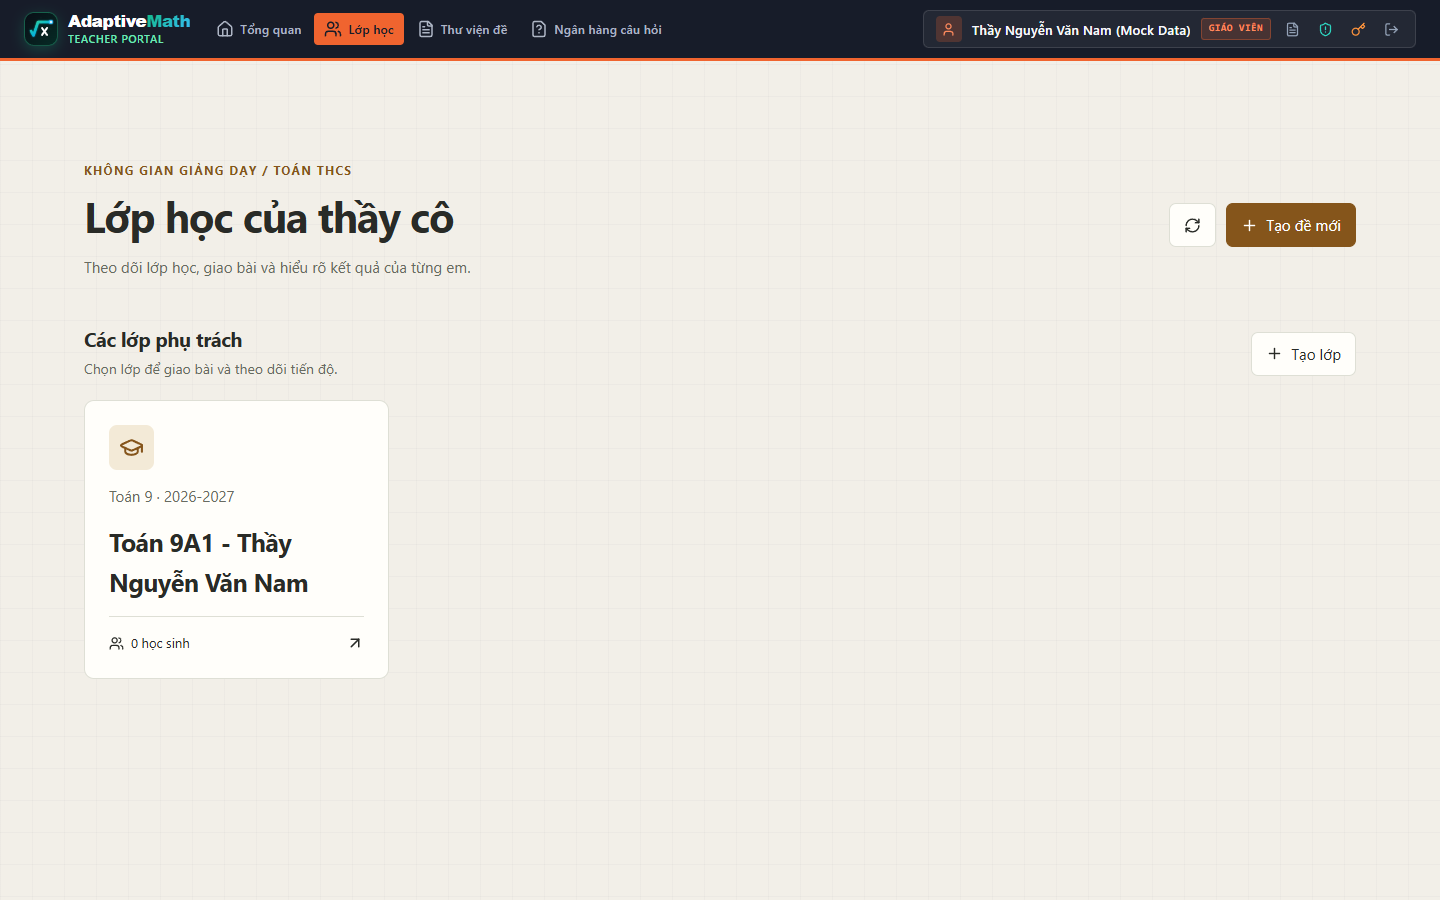 AdaptiveMath
TEACHER PORTAL
Tổng quan
Lớp học
Thư viện đề
Ngân hàng câu hỏi
Thầy Nguyễn Văn Nam (Mock Data)
GIÁO VIÊN
KHÔNG GIAN GIẢNG DẠY / TOÁN THCS
Lớp học của thầy cô
Theo dõi lớp học, giao bài và hiểu rõ kết quả của từng em.
Tạo đề mới
Các lớp phụ trách
Chọn lớp để giao bài và theo dõi tiến độ.
Tạo lớp
Toán 9 · 2026-2027
Toán 9A1 - Thầy
Nguyễn Văn Nam
0 học sinh